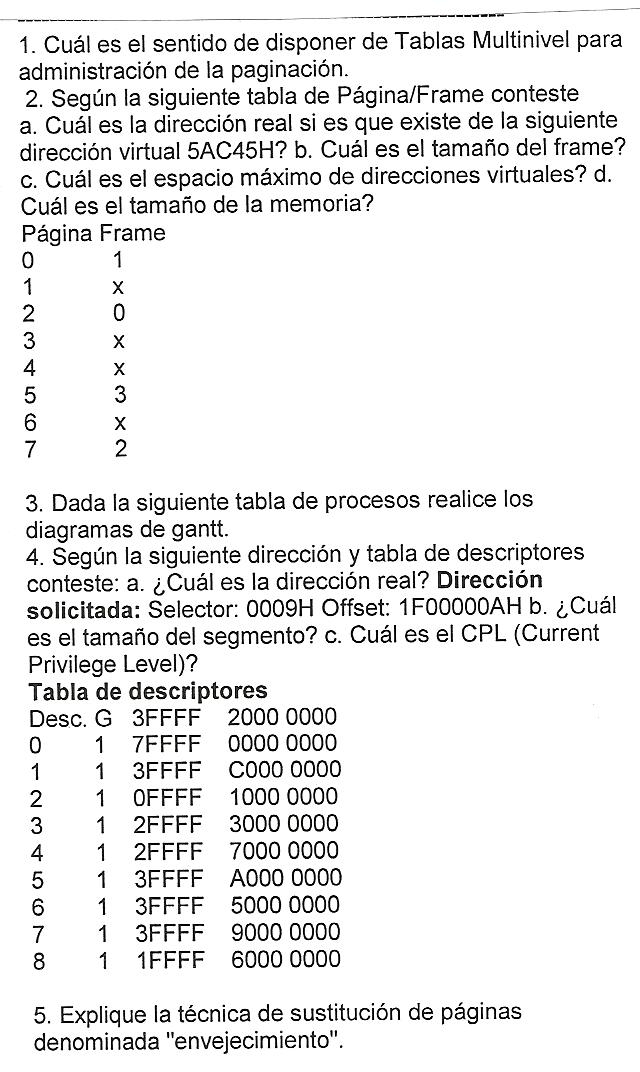 1. Cuál es el sentido de disponer de Tablas Multinivel para
administración de la paginación.
2. Según la siguiente tabla de Página/Frame conteste
a. Cuál es la dirección real si es que existe de la siguiente
dirección virtual 5AC45H? b. Cuál es el tamaño del frame?
c. Cuál es el espacio máximo de direcciones virtuales? d.
Cuál es el tamaño de la memoria?
Página Frame
0 1
1 x
2 0
3 x
4 x
5 3
6 x
7 2
3. Dada la siguiente tabla de procesos realice los
diagramas de gantt.
4. Según la siguiente dirección y tabla de descriptores
conteste: a. ¿Cuál es la dirección real? Dirección
solicitada: Selector: 0009H Offset: 1F00000AH b. ¿Cuál
es el tamaño del segmento? c. Cuál es el CPL (Current
Privilege Level)?
Tabla de descriptores
Desc. G 3FFFF 2000 0000
0 1 7FFFF 0000 0000
1 1 3FFFF C000 0000
2 1 0FFFF 1000 0000
3 1 2FFFF 3000 0000
4 1 2FFFF 7000 0000
5 1 3FFFF A000 0000
6 1 3FFFF 5000 0000
7 1 3FFFF 9000 0000
8 1 1FFFF 6000 0000
5. Explique la técnica de sustitución de páginas
denominada "envejecimiento".